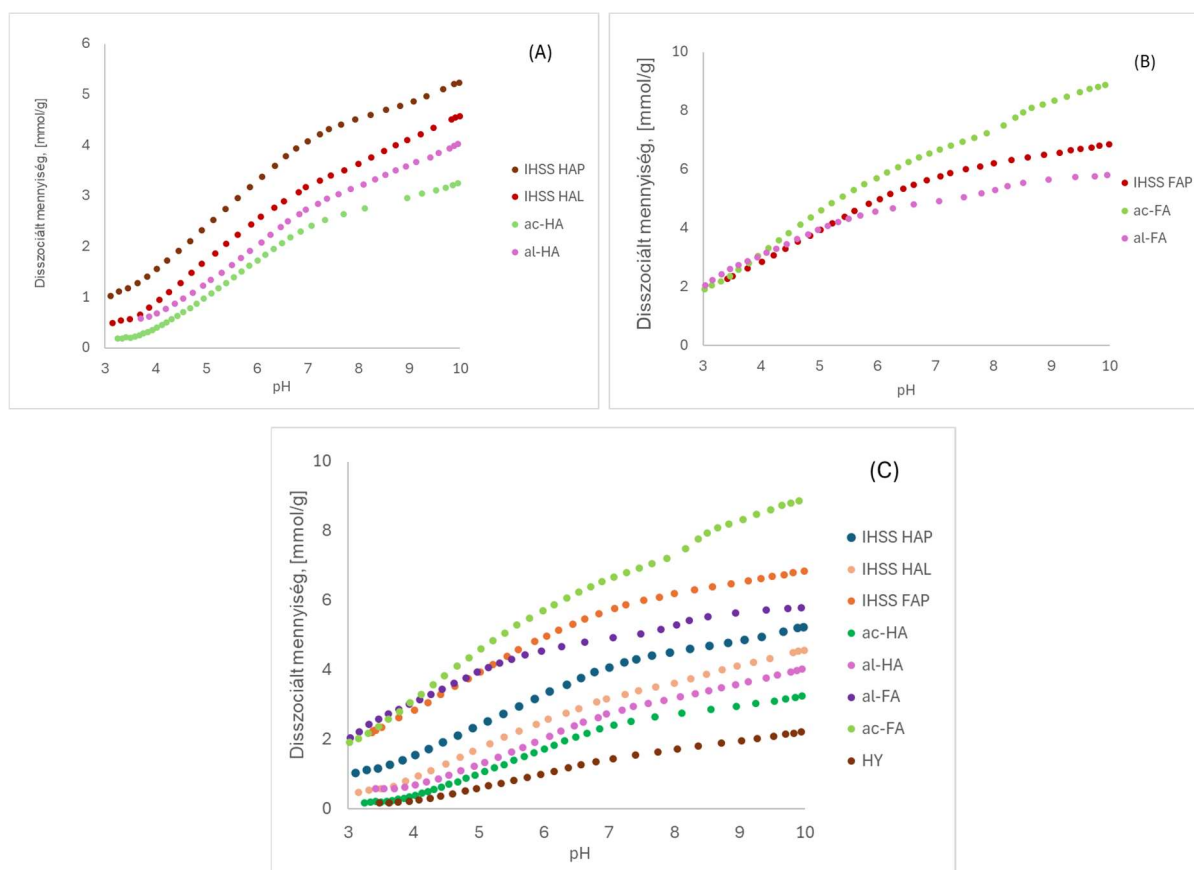 (A)
Disszociált mennyiség, [mmol/g]
6
5
4
3
2
1
0
3 4 5 6 7 8 9 10
pH
IHSS HAP
IHSS HAL
ac-HA
al-HA
(B)
Disszociált mennyiség, [mmol/g]
10
8
6
4
2
0
3 4 5 6 7 8 9 10
pH
IHSS FAP
ac-FA
al-FA
(C)
Disszociált mennyiség, [mmol/g]
10
8
6
4
2
0
3 4 5 6 7 8 9 10
pH
IHSS HAP
IHSS HAL
IHSS FAP
ac-HA
al-HA
al-FA
ac-FA
HY